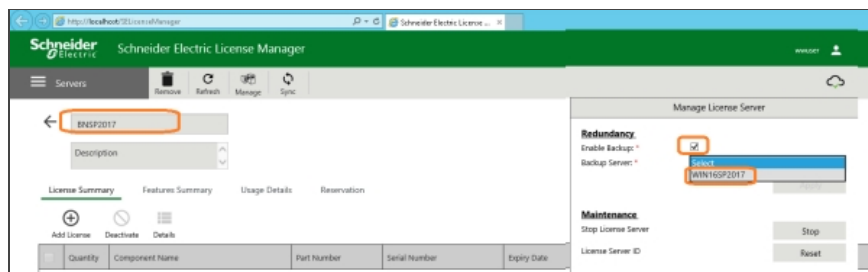 http://localhost/SELicenseManager
Schneider Electric License ...
Schneider Electric
Schneider Electric License Manager
Servers
Remove
Refresh
Manage
Sync
BNSP2017
Description
License Summary
Features Summary
Usage Details
Reservation
Add License
Deactivate
Details
Quantity
Component Name
Part Number
Serial Number
Expiry Date
Manage License Server
Redundancy
Enable Backup: *
Backup Server: *
Select
WIN16SP2017
Apply
Maintenance
Stop License Server
Stop
License Server ID
Reset